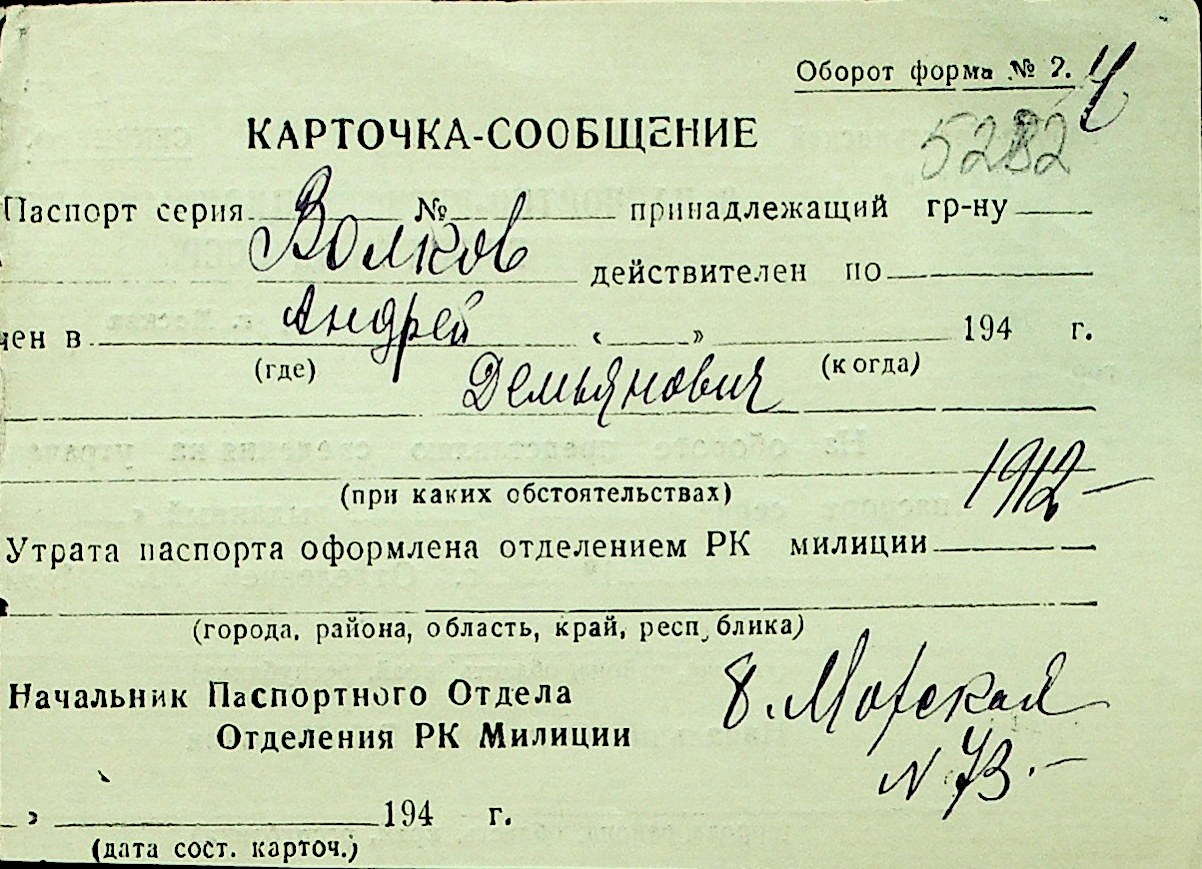 Оборот форма № 2. Ч
КАРТОЧКА-СООБЩЕНИЕ 5282
Паспорт серия № принадлежащий гр-ну
Волков действителен по
чен в Андрей « » 194 г.
(где) (когда)
Демьянович
1912 –
(при каких обстоятельствах)
Утрата паспорта оформлена отделением РК милиции
(города, района, область, край, республика)
Начальник Паспортного Отдела 8. Морская
Отделения РК Милиции
N 73. –
» 194 г.
(дата сост. карточ.)